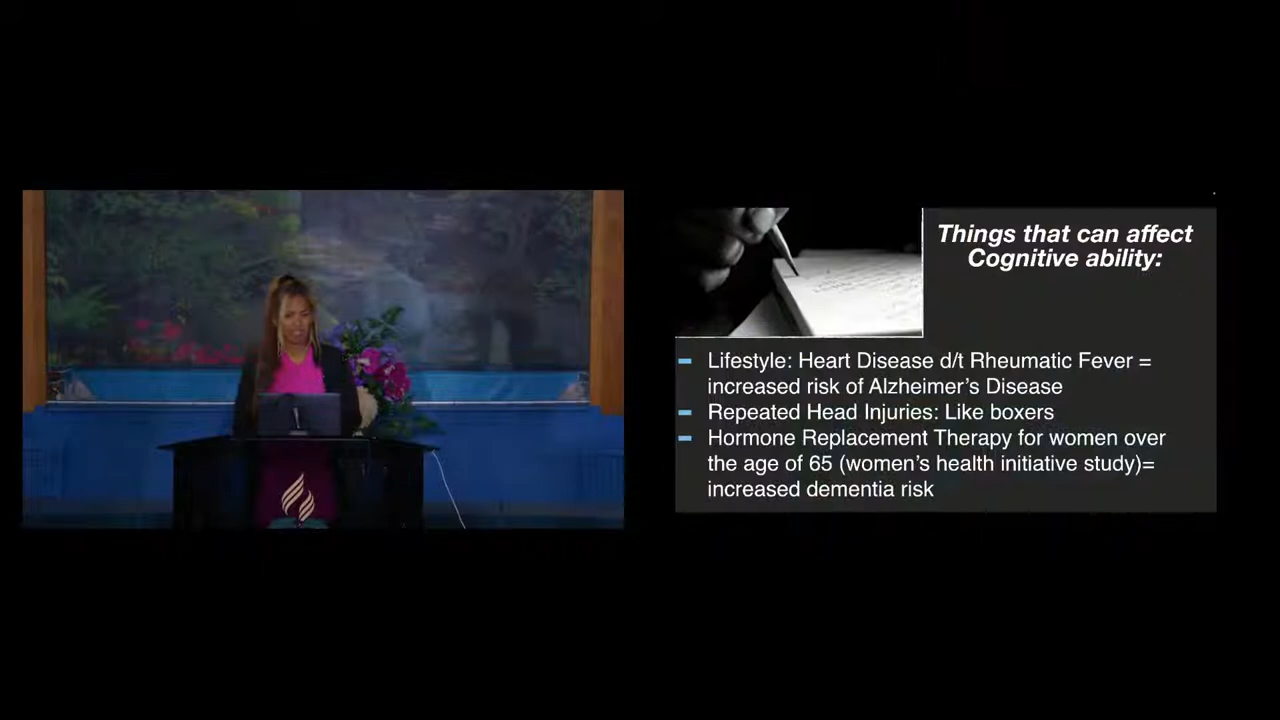 Things that can affect
Cognitive ability:
Lifestyle: Heart Disease d/t Rheumatic Fever =
increased risk of Alzheimer’s Disease
Repeated Head Injuries: Like boxers
Hormone Replacement Therapy for women over
the age of 65 (women’s health initiative study)=
increased dementia risk